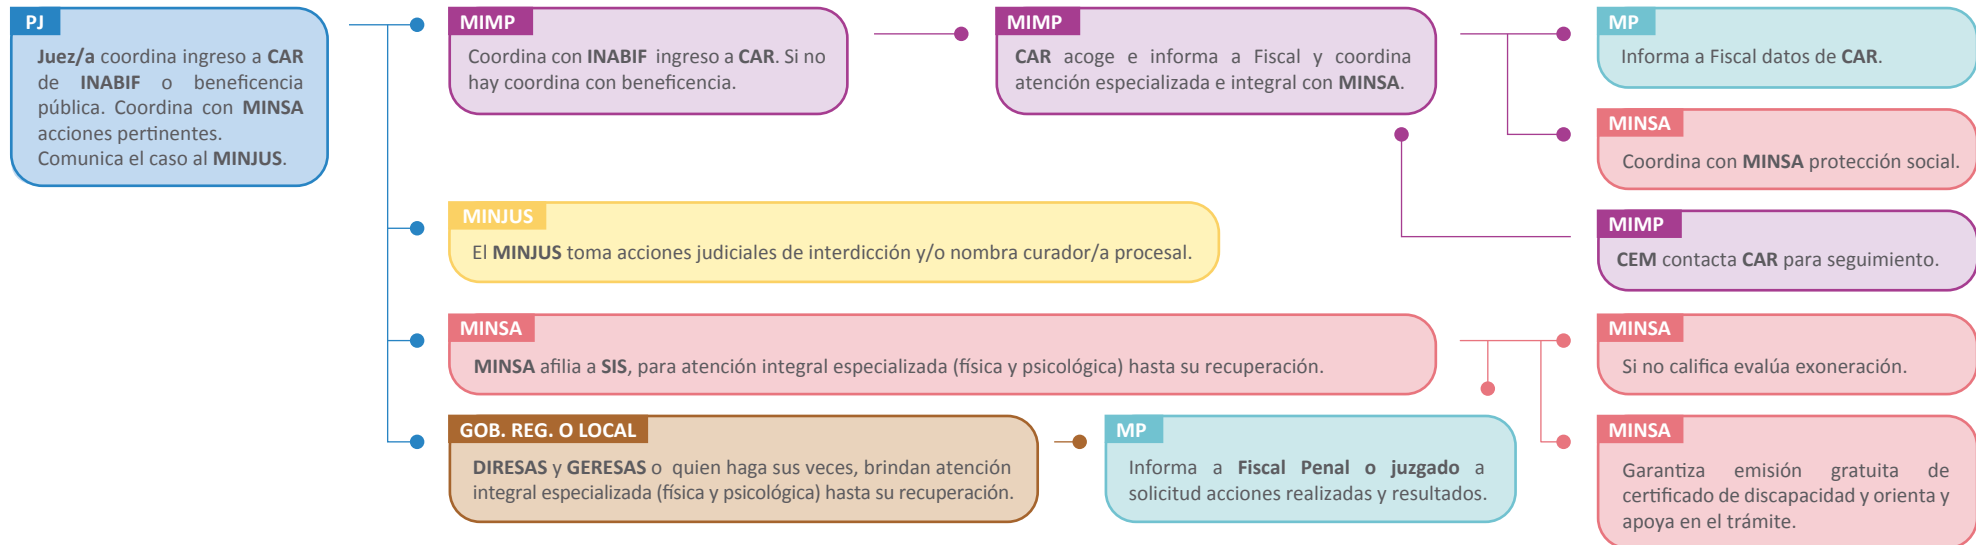 PJ
Juez/a coordina ingreso a CAR
de INABIF o beneficencia
pública. Coordina con MINSA
acciones pertinentes.
Comunica el caso al MINJUS.
MIMP
Coordina con INABIF ingreso a CAR. Si no
hay coordina con beneficencia.
MIMP
CAR acoge e informa a Fiscal y coordina
atención especializada e integral con MINSA.
MP
Informa a Fiscal datos de CAR.
MINSA
Coordina con MINSA protección social.
MIMP
CEM contacta CAR para seguimiento.
MINJUS
El MINJUS toma acciones judiciales de interdicción y/o nombra curador/a procesal.
MINSA
MINSA afilia a SIS, para atención integral especializada (física y psicológica) hasta su recuperación.
MINSA
Si no califica evalúa exoneración.
MINSA
Garantiza emisión gratuita de
certificado de discapacidad y orienta y
apoya en el trámite.
GOB. REG. O LOCAL
DIRESAS y GERESAS o quien haga sus veces, brindan atención
integral especializada (física y psicológica) hasta su recuperación.
MP
Informa a Fiscal Penal o juzgado a
solicitud acciones realizadas y resultados.